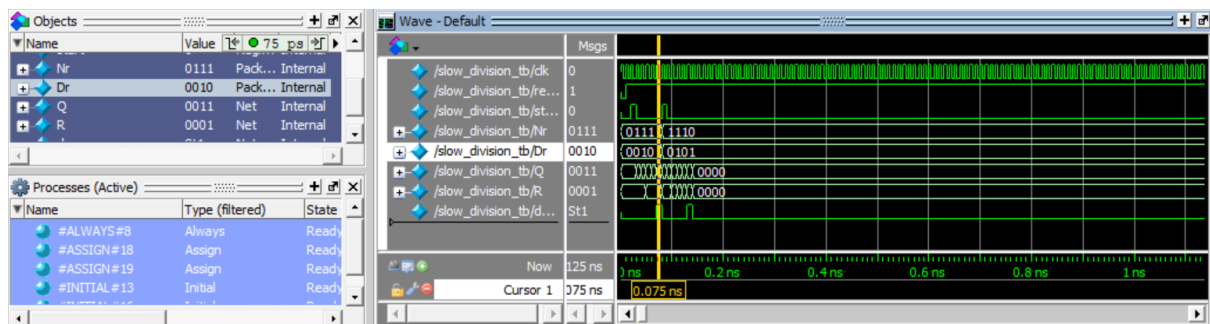 Objects
Name Value 75 ps
Nr 0111 Pack... Internal
Dr 0010 Pack... Internal
Q 0011 Net Internal
R 0001 Net Internal
Processes (Active)
Name Type (filtered) State
#ALWAYS#8 Always Ready
#ASSIGN#18 Assign Ready
#ASSIGN#19 Assign Ready
#INITIAL#13 Initial Ready
Wave - Default
Msgs
/slow_division_tb/clk 0
/slow_division_tb/re... 1
/slow_division_tb/st... 0
/slow_division_tb/Nr 0111 0111 1110
/slow_division_tb/Dr 0010 0010 0101
/slow_division_tb/Q 0011 0000
/slow_division_tb/R 0001 0000
/slow_division_tb/d... St1
Now 125 ns ns 0.2 ns 0.4 ns 0.6 ns 0.8 ns 1 ns
Cursor 1 075 ns 0.075 ns